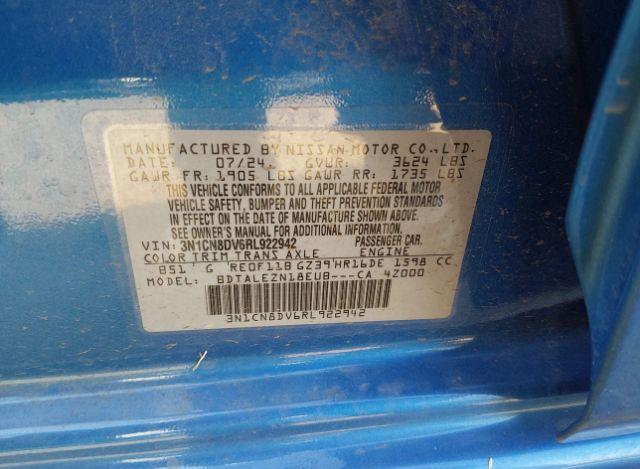 MANUFACTURED BY NISSAN MOTOR CO.,LTD.
DATE: 07/24 GVWR: 3624 LBS
GAWR FR: 1905 LBS GAWR RR: 1735 LBS
THIS VEHICLE CONFORMS TO ALL APPLICABLE FEDERAL MOTOR
VEHICLE SAFETY, BUMPER, AND THEFT PREVENTION STANDARDS
IN EFFECT ON THE DATE OF MANUFACTURE SHOWN ABOVE.
SEE OWNER'S MANUAL FOR ADDITIONAL INFORMATION.
VIN: 3N1CN8DV6RL922942 PASSENGER CAR.
COLOR TRIM TRANS AXLE ENGINE
B51 G RE0F11B GZ39 HR16DE 1598 CC
MODEL: BDTALEZN18EUB---CA 4Z000
3N1CN8DV6RL922942